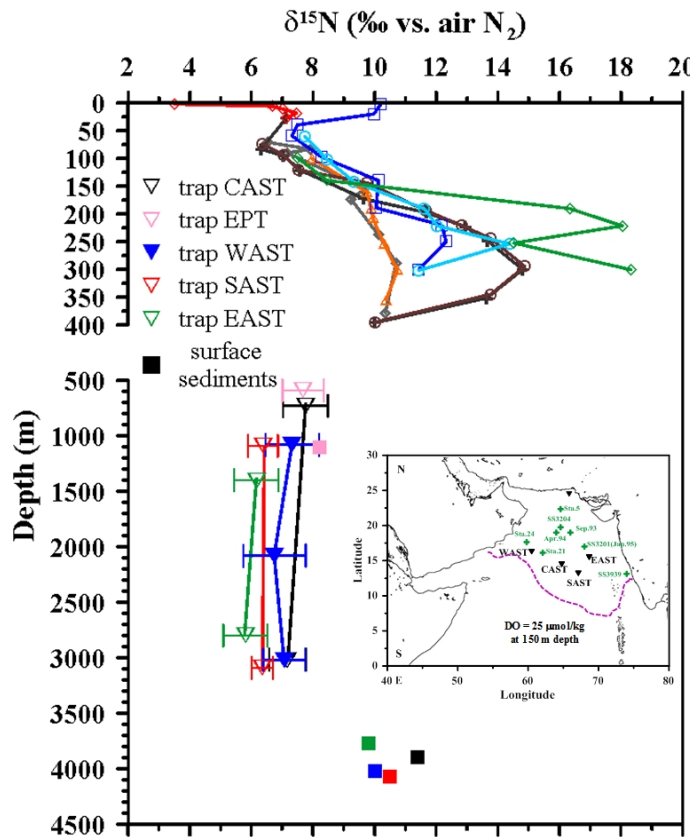 δ¹⁵N (‰ vs. air N₂)
2 4 6 8 10 12 14 16 18 20
0
50
100
150
200
250
300
350
400
trap CAST
trap EPT
trap WAST
trap SAST
trap EAST
surface
sediments
500
1000
1500
2000
2500
3000
3500
4000
4500
Depth (m)
30
25
20
15
10
5
0
Latitude
N
S
Sta.5
SS3204
Sep.93
Apr.94
Sta.24
SS3201(Jun.95)
WAST
Sta.21
EAST
CAST
SAST
SS3939
DO = 25 μmol/kg
at 150 m depth
40 E 50 60 70 80
Longitude